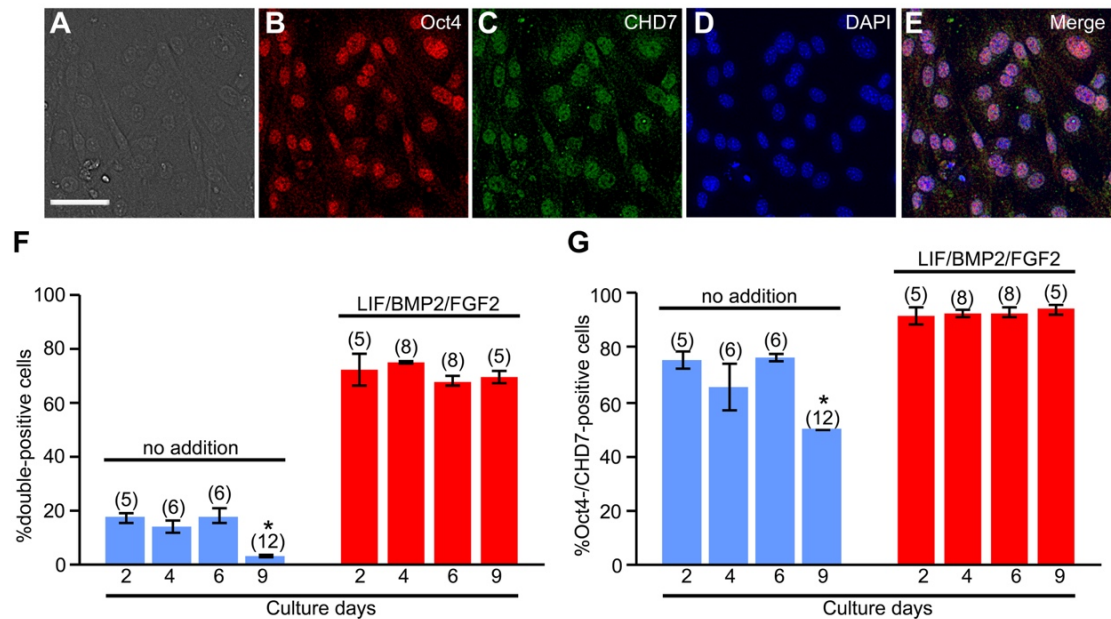 A
B
Oct4
C
CHD7
D
DAPI
E
Merge
F
LIF/BMP2/FGF2
100
80
60
40
20
0
%double-positive cells
no addition
(5)
(6)
(6)
*
(12)
(5)
(8)
(8)
(5)
2
4
6
9
2
4
6
9
Culture days
G
LIF/BMP2/FGF2
100
80
60
40
20
0
%Oct4-/CHD7-positive cells
no addition
(5)
(6)
(6)
*
(12)
(5)
(8)
(8)
(5)
2
4
6
9
2
4
6
9
Culture days